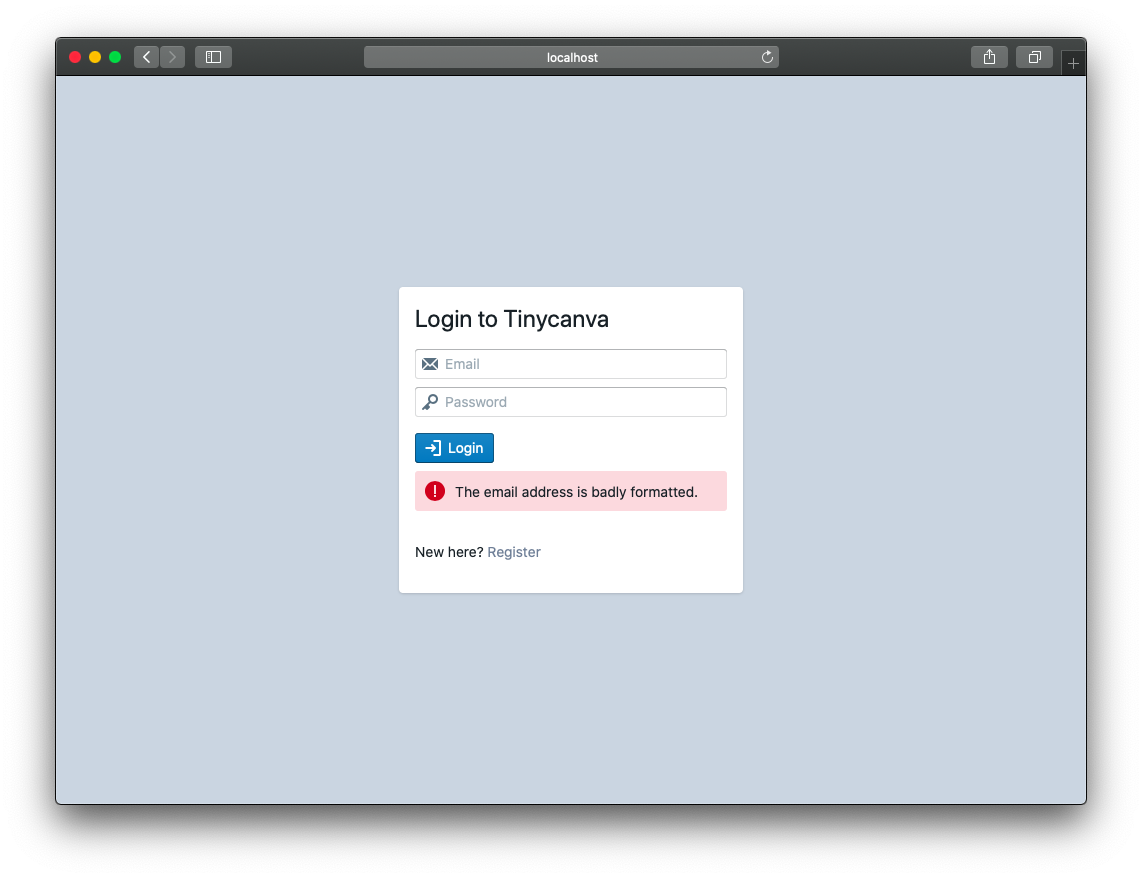 localhost
Login to Tinycanva
Email
Password
Login
The email address is badly formatted.
New here? Register